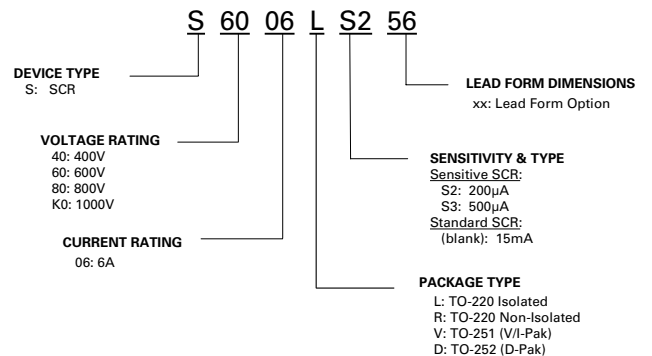 S 60 06 L S2 56
DEVICE TYPE
S: SCR
VOLTAGE RATING
40: 400V
60: 600V
80: 800V
K0: 1000V
CURRENT RATING
06: 6A
LEAD FORM DIMENSIONS
xx: Lead Form Option
SENSITIVITY & TYPE
Sensitive SCR:
S2: 200µA
S3: 500µA
Standard SCR:
(blank): 15mA
PACKAGE TYPE
L: TO-220 Isolated
R: TO-220 Non-Isolated
V: TO-251 (V/I-Pak)
D: TO-252 (D-Pak)